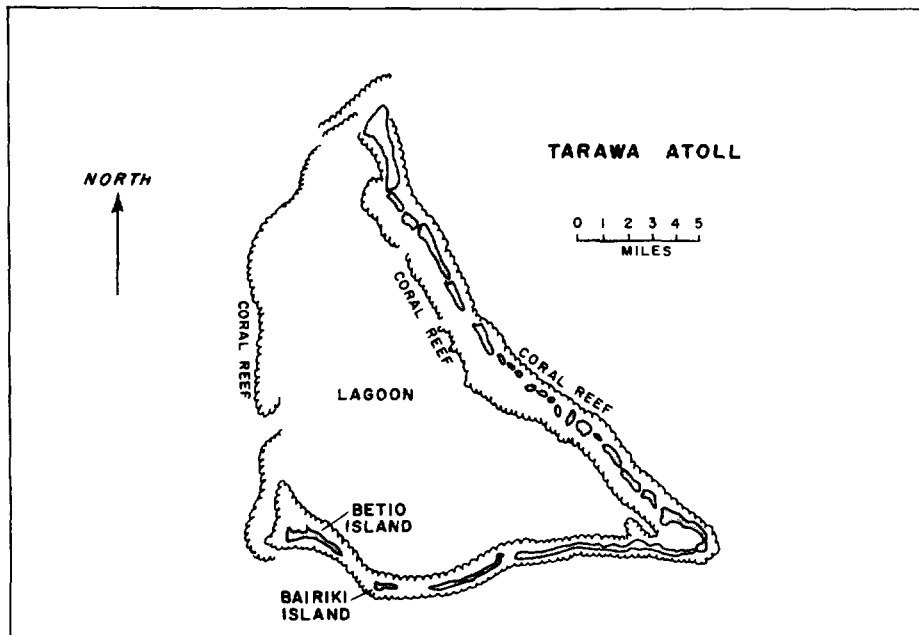 TARAWA ATOLL
NORTH
0 1 2 3 4 5
MILES
CORAL REEF
CORAL REEF
CORAL REEF
LAGOON
BETIO
ISLAND
BAIRIKI
ISLAND